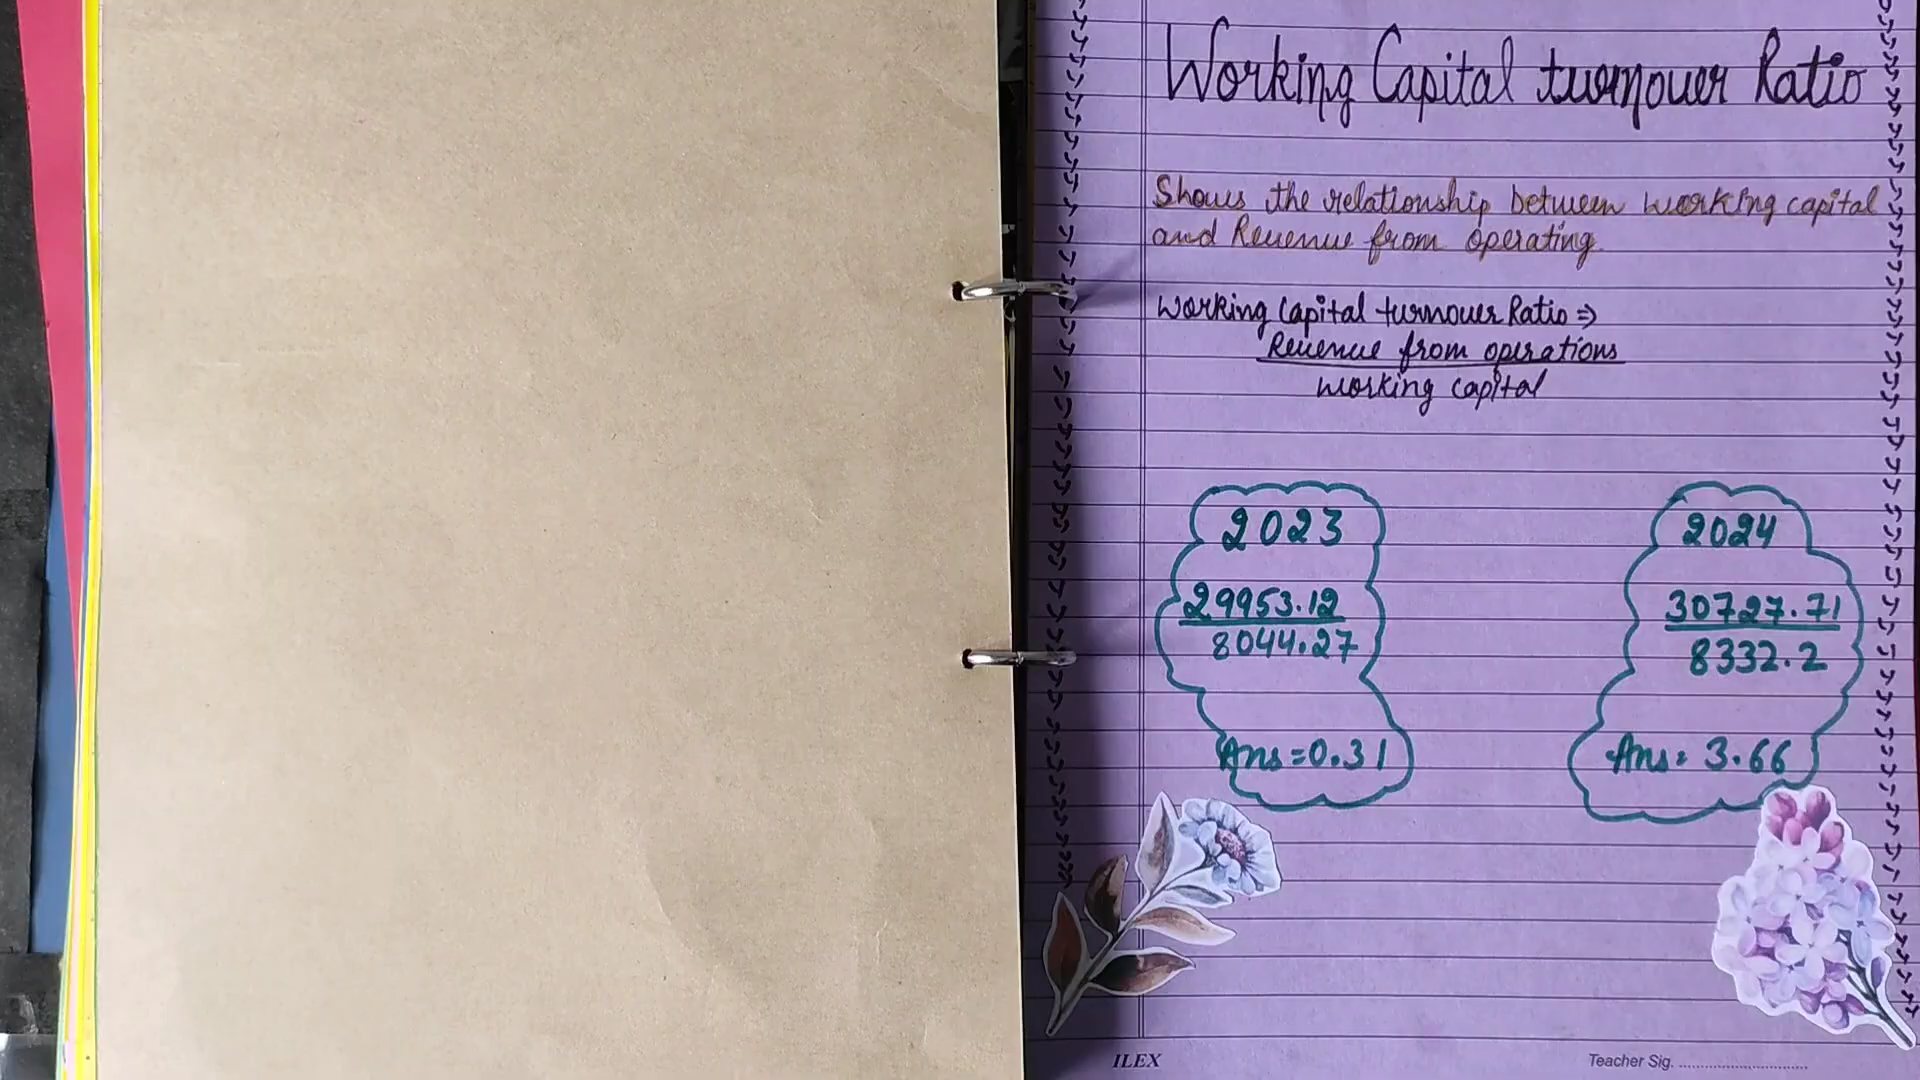 Working Capital turnover Ratio
Shows the relationship between working capital
and Revenue from operating.
Working Capital turnover Ratio ⇒
Revenue from operations
working capital
2023
29953.12
8044.27
Ans = 0.31
2024
30727.71
8332.2
Ans = 3.66
ILEX
Teacher Sig. ...............................